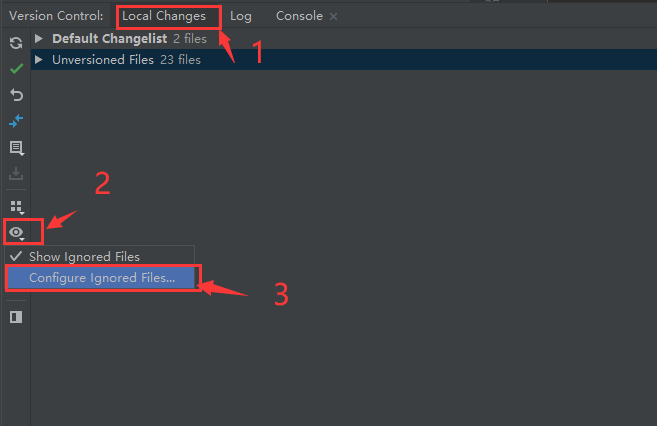 Version Control: Local Changes Log Console
Default Changelist 2 files
1
Unversioned Files 23 files
2
Show Ignored Files
Configure Ignored Files...
3